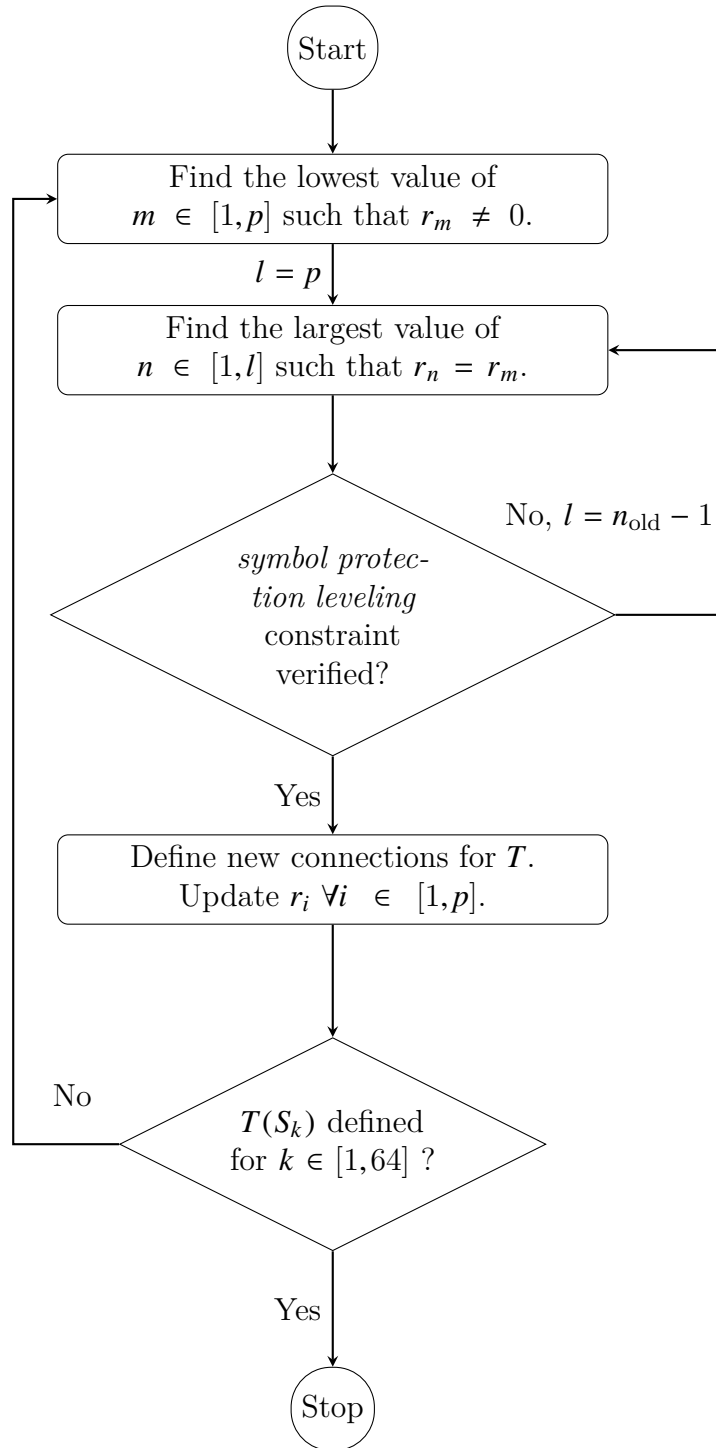 Start
Find the lowest value of
m ∈ [1, p] such that r_m ≠ 0.
l = p
Find the largest value of
n ∈ [1, l] such that r_n = r_m.
No, l = n_old − 1
symbol protec-
tion leveling
constraint
verified?
Yes
Define new connections for T.
Update r_i ∀i ∈ [1, p].
No
T(S_k) defined
for k ∈ [1, 64] ?
Yes
Stop